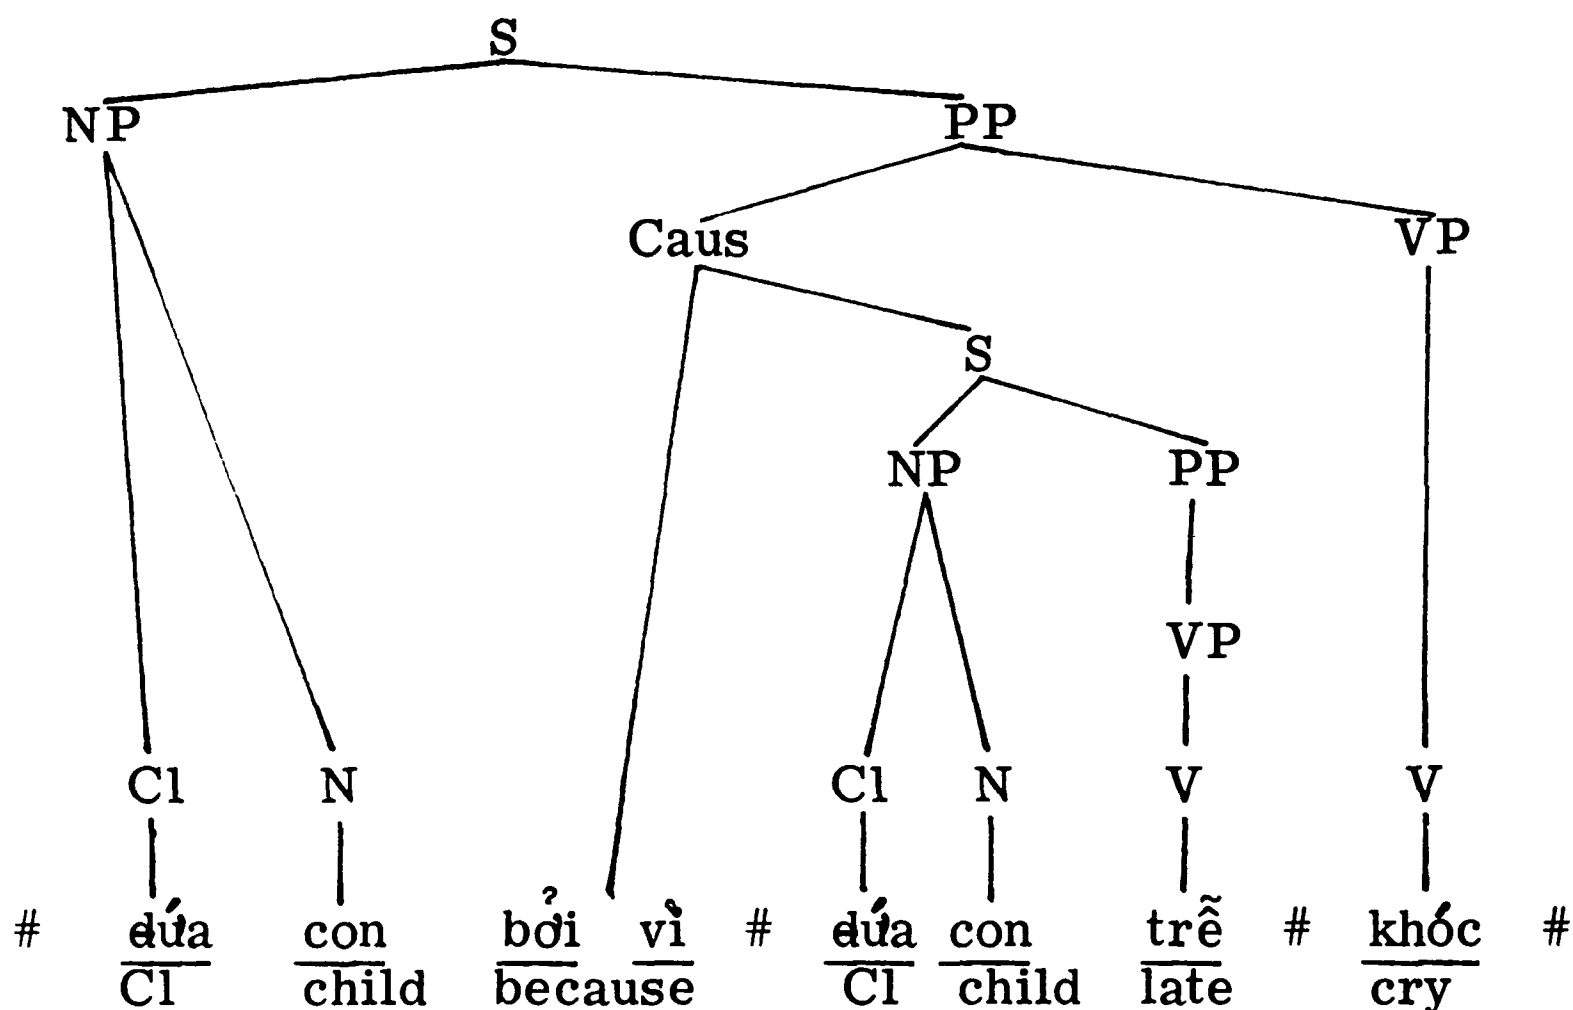 S
NP PP
Caus VP
S
NP PP
VP
Cl N Cl N V V
# đứa con bởi vì # đứa con trễ # khóc #
Cl child because Cl child late cry